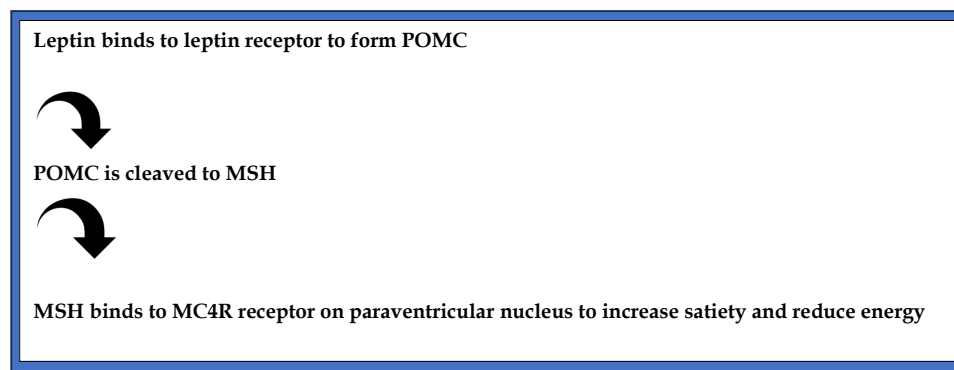 Leptin binds to leptin receptor to form POMC
POMC is cleaved to MSH
MSH binds to MC4R receptor on paraventricular nucleus to increase satiety and reduce energy